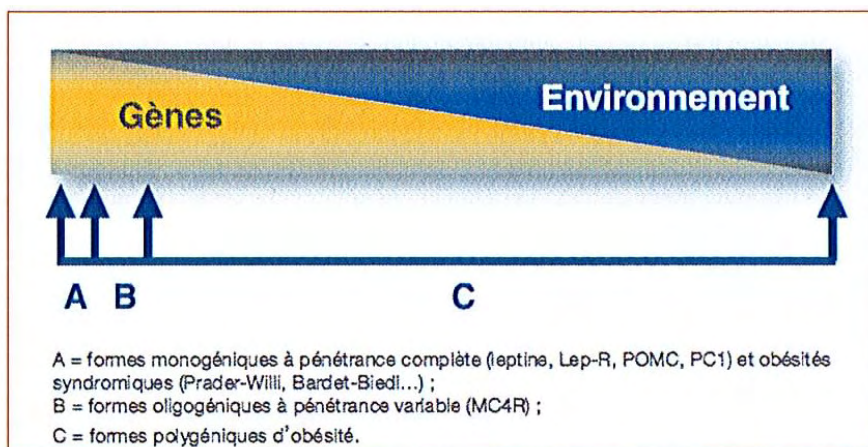 Gènes
Environnement
A B C
A = formes monogéniques à pénétrance complète (leptine, Lep-R, POMC, PC1) et obésités
syndromiques (Prader-Willi, Bardet-Biedl...) ;
B = formes oligogéniques à pénétrance variable (MC4R) ;
C = formes polygéniques d'obésité.